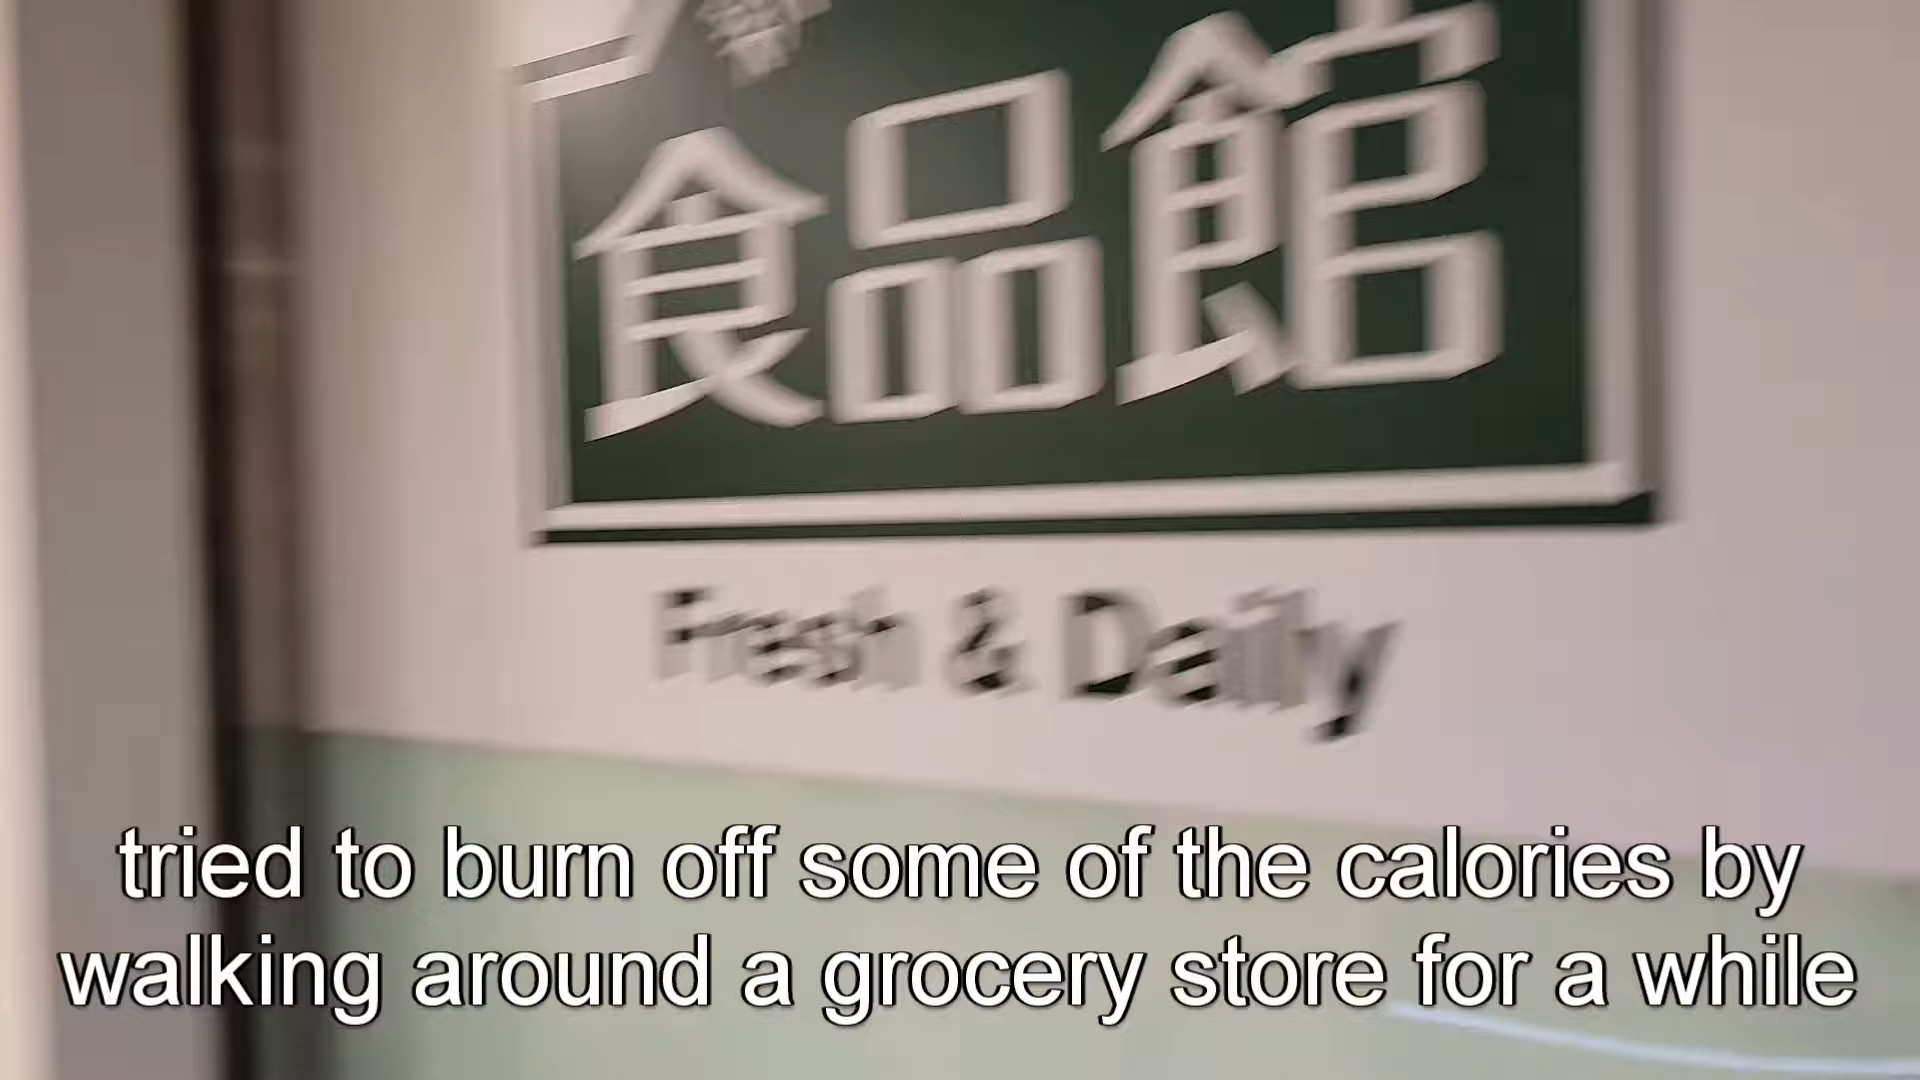 食品館
Fresh & Daily
tried to burn off some of the calories by
walking around a grocery store for a while